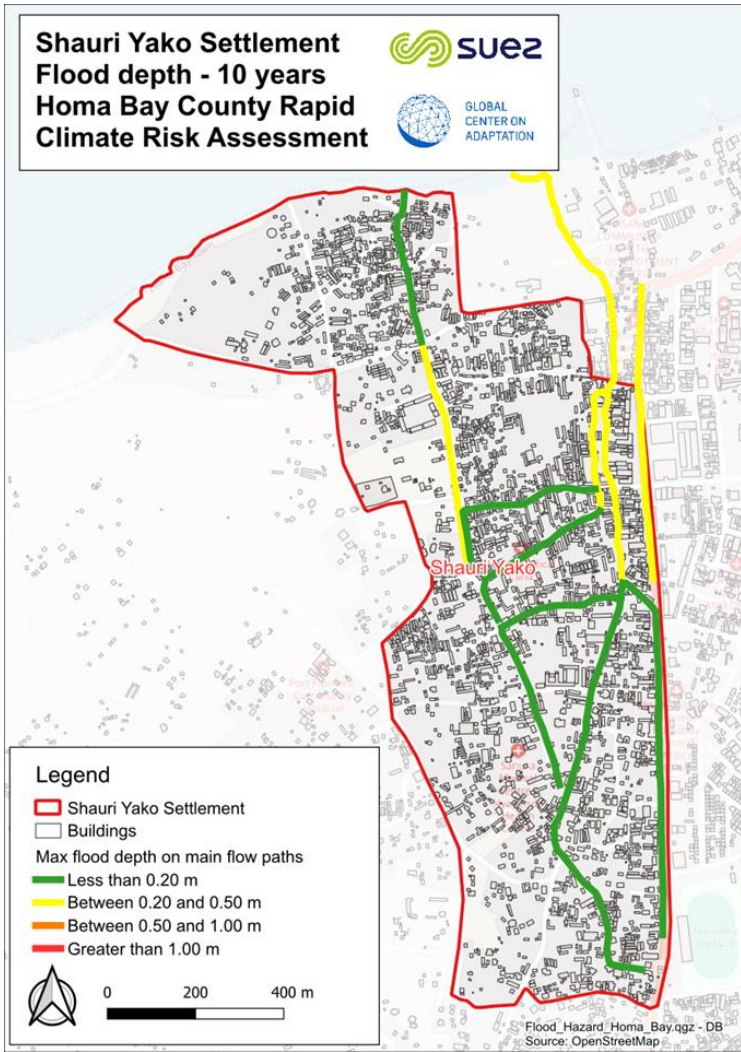 Shauri Yako Settlement
Flood depth - 10 years
Homa Bay County Rapid
Climate Risk Assessment
suez
GLOBAL
CENTER ON
ADAPTATION
Shauri Yako
Legend
Shauri Yako Settlement
Buildings
Max flood depth on main flow paths
Less than 0.20 m
Between 0.20 and 0.50 m
Between 0.50 and 1.00 m
Greater than 1.00 m
0 200 400 m
Flood_Hazard_Homa_Bay.qgz - DB
Source: OpenStreetMap